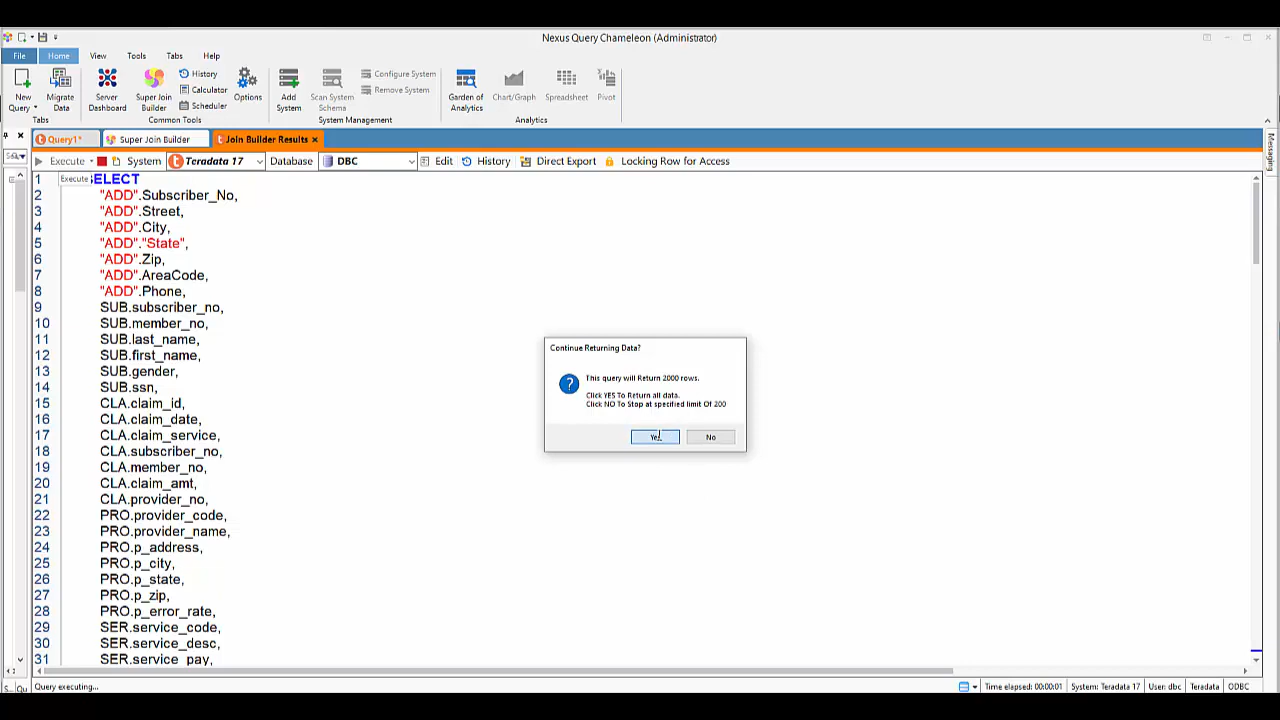 Nexus Query Chameleon (Administrator)
File Home View Tools Tabs Help
New Query
Migrate Data
Tabs
Server Dashboard
Super Join Builder
History
Calculator
Scheduler
Common Tools
Options
Add System
Scan System Schema
Configure System
Remove System
System Management
Garden of Analytics
Chart/Graph
Spreadsheet
Pivot
Analytics
Query1* Super Join Builder Join Builder Results
Messaging
Execute System Teradata 17 Database DBC Edit History Direct Export Locking Row for Access
Execute
1 SELECT
2 "ADD".Subscriber_No,
3 "ADD".Street,
4 "ADD".City,
5 "ADD"."State",
6 "ADD".Zip,
7 "ADD".AreaCode,
8 "ADD".Phone,
9 SUB.subscriber_no,
10 SUB.member_no,
11 SUB.last_name,
12 SUB.first_name,
13 SUB.gender,
14 SUB.ssn,
15 CLA.claim_id,
16 CLA.claim_date,
17 CLA.claim_service,
18 CLA.subscriber_no,
19 CLA.member_no,
20 CLA.claim_amt,
21 CLA.provider_no,
22 PRO.provider_code,
23 PRO.provider_name,
24 PRO.p_address,
25 PRO.p_city,
26 PRO.p_state,
27 PRO.p_zip,
28 PRO.p_error_rate,
29 SER.service_code,
30 SER.service_desc,
31 SER.service_pay,
Continue Returning Data?
This query will Return 2000 rows.
Click YES To Return all data.
Click NO To Stop at specified limit Of 200
Yes No
S... Qu Query executing... Time elapsed: 00:00:01 System: Teradata 17 User: dbc Teradata ODBC